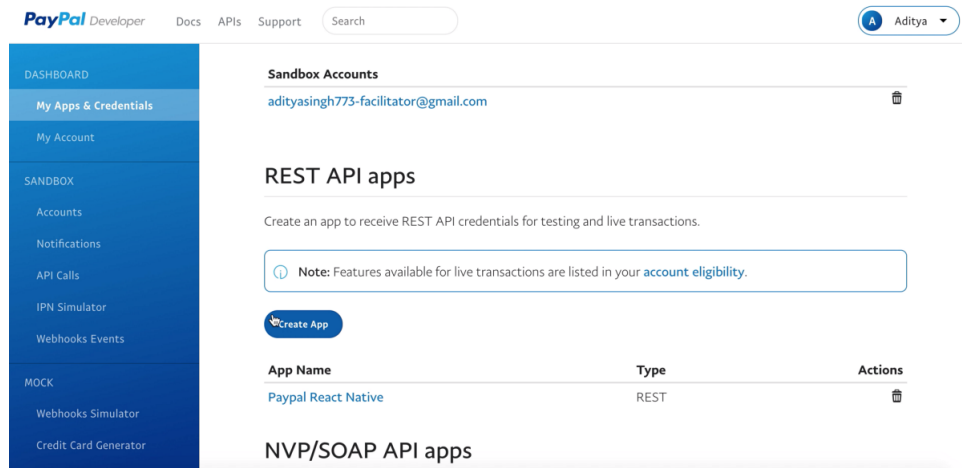 PayPal Developer
Docs APIs Support Search
A Aditya
DASHBOARD
My Apps & Credentials
My Account
SANDBOX
Accounts
Notifications
API Calls
IPN Simulator
Webhooks Events
MOCK
Webhooks Simulator
Credit Card Generator
Sandbox Accounts
adityasingh773-facilitator@gmail.com
REST API apps
Create an app to receive REST API credentials for testing and live transactions.
Note: Features available for live transactions are listed in your account eligibility.
Create App
App Name Type Actions
Paypal React Native REST
NVP/SOAP API apps